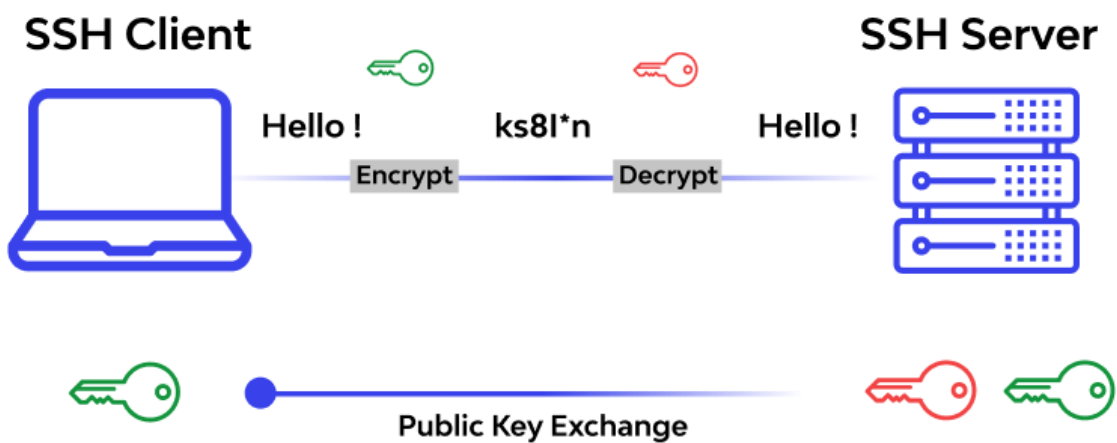 SSH Client
SSH Server
Hello !
ks8I*n
Hello !
Encrypt
Decrypt
Public Key Exchange